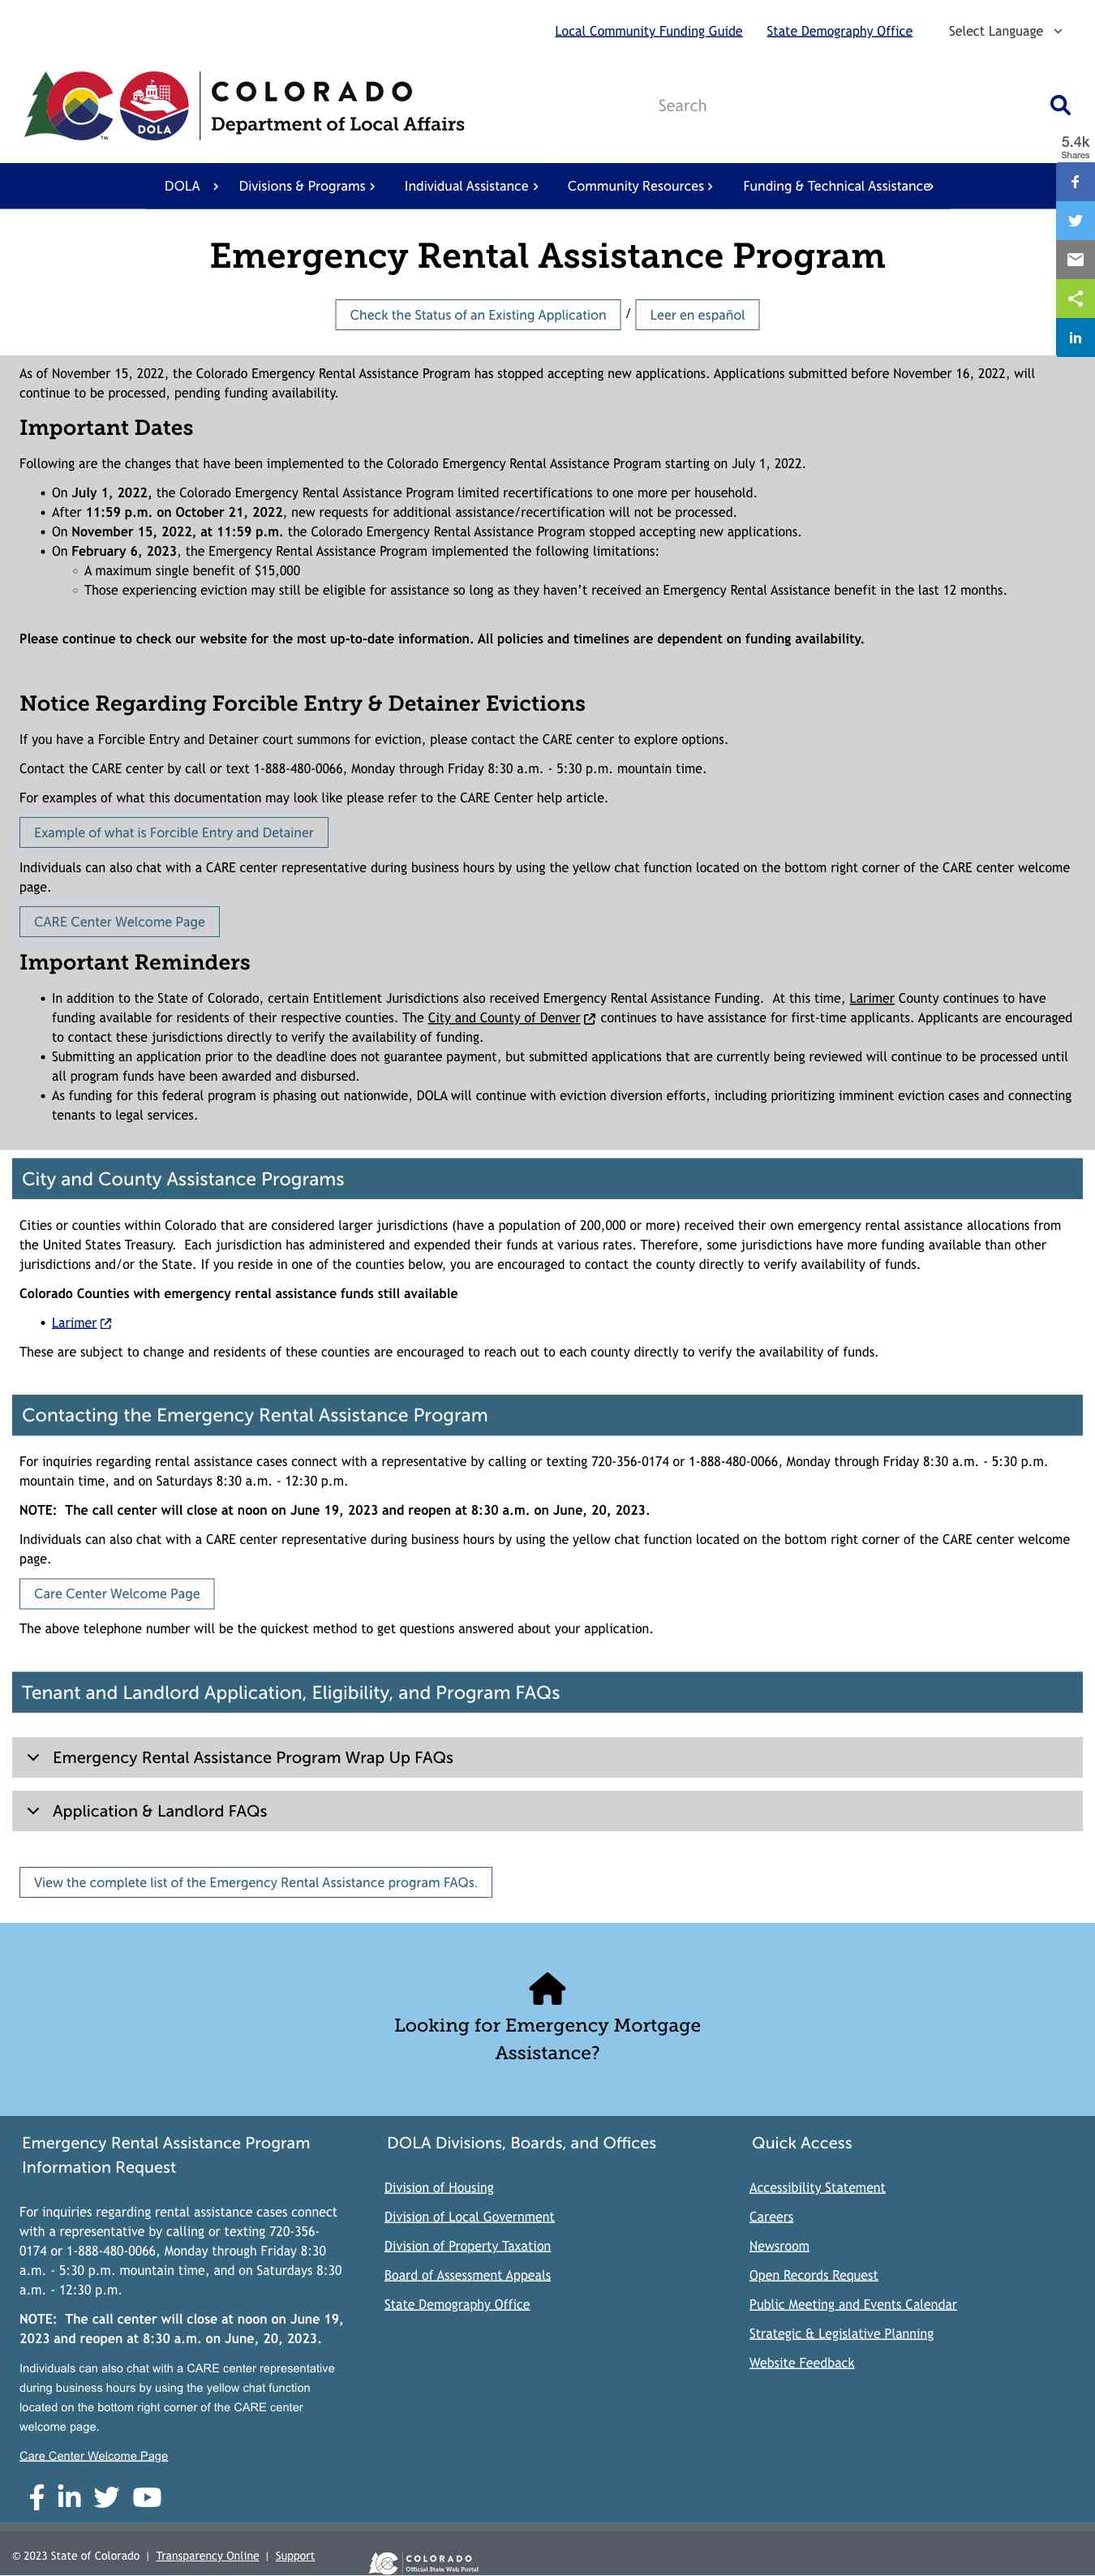 Local Community Funding Guide State Demography Office Select Language
COLORADO
Department of Local Affairs
DOLA
TM
Search
5.4k
Shares
DOLA Divisions & Programs Individual Assistance Community Resources Funding & Technical Assistance
Emergency Rental Assistance Program
Check the Status of an Existing Application / Leer en español
As of November 15, 2022, the Colorado Emergency Rental Assistance Program has stopped accepting new applications. Applications submitted before November 16, 2022, will
continue to be processed, pending funding availability.
Important Dates
Following are the changes that have been implemented to the Colorado Emergency Rental Assistance Program starting on July 1, 2022.
• On July 1, 2022, the Colorado Emergency Rental Assistance Program limited recertifications to one more per household.
• After 11:59 p.m. on October 21, 2022, new requests for additional assistance/recertification will not be processed.
• On November 15, 2022, at 11:59 p.m. the Colorado Emergency Rental Assistance Program stopped accepting new applications.
• On February 6, 2023, the Emergency Rental Assistance Program implemented the following limitations:
◦ A maximum single benefit of $15,000
◦ Those experiencing eviction may still be eligible for assistance so long as they haven’t received an Emergency Rental Assistance benefit in the last 12 months.
Please continue to check our website for the most up-to-date information. All policies and timelines are dependent on funding availability.
Notice Regarding Forcible Entry & Detainer Evictions
If you have a Forcible Entry and Detainer court summons for eviction, please contact the CARE center to explore options.
Contact the CARE center by call or text 1-888-480-0066, Monday through Friday 8:30 a.m. - 5:30 p.m. mountain time.
For examples of what this documentation may look like please refer to the CARE Center help article.
Example of what is Forcible Entry and Detainer
Individuals can also chat with a CARE center representative during business hours by using the yellow chat function located on the bottom right corner of the CARE center welcome
page.
CARE Center Welcome Page
Important Reminders
• In addition to the State of Colorado, certain Entitlement Jurisdictions also received Emergency Rental Assistance Funding. At this time, Larimer County continues to have
funding available for residents of their respective counties. The City and County of Denver continues to have assistance for first-time applicants. Applicants are encouraged
to contact these jurisdictions directly to verify the availability of funding.
• Submitting an application prior to the deadline does not guarantee payment, but submitted applications that are currently being reviewed will continue to be processed until
all program funds have been awarded and disbursed.
• As funding for this federal program is phasing out nationwide, DOLA will continue with eviction diversion efforts, including prioritizing imminent eviction cases and connecting
tenants to legal services.
City and County Assistance Programs
Cities or counties within Colorado that are considered larger jurisdictions (have a population of 200,000 or more) received their own emergency rental assistance allocations from
the United States Treasury. Each jurisdiction has administered and expended their funds at various rates. Therefore, some jurisdictions have more funding available than other
jurisdictions and/or the State. If you reside in one of the counties below, you are encouraged to contact the county directly to verify availability of funds.
Colorado Counties with emergency rental assistance funds still available
• Larimer
These are subject to change and residents of these counties are encouraged to reach out to each county directly to verify the availability of funds.
Contacting the Emergency Rental Assistance Program
For inquiries regarding rental assistance cases connect with a representative by calling or texting 720-356-0174 or 1-888-480-0066, Monday through Friday 8:30 a.m. - 5:30 p.m.
mountain time, and on Saturdays 8:30 a.m. - 12:30 p.m.
NOTE: The call center will close at noon on June 19, 2023 and reopen at 8:30 a.m. on June, 20, 2023.
Individuals can also chat with a CARE center representative during business hours by using the yellow chat function located on the bottom right corner of the CARE center welcome
page.
Care Center Welcome Page
The above telephone number will be the quickest method to get questions answered about your application.
Tenant and Landlord Application, Eligibility, and Program FAQs
Emergency Rental Assistance Program Wrap Up FAQs
Application & Landlord FAQs
View the complete list of the Emergency Rental Assistance program FAQs.
Looking for Emergency Mortgage
Assistance?
Emergency Rental Assistance Program
Information Request
For inquiries regarding rental assistance cases connect
with a representative by calling or texting 720-356-
0174 or 1-888-480-0066, Monday through Friday 8:30
a.m. - 5:30 p.m. mountain time, and on Saturdays 8:30
a.m. - 12:30 p.m.
NOTE: The call center will close at noon on June 19,
2023 and reopen at 8:30 a.m. on June, 20, 2023.
Individuals can also chat with a CARE center representative
during business hours by using the yellow chat function
located on the bottom right corner of the CARE center
welcome page.
Care Center Welcome Page
DOLA Divisions, Boards, and Offices
Division of Housing
Division of Local Government
Division of Property Taxation
Board of Assessment Appeals
State Demography Office
Quick Access
Accessibility Statement
Careers
Newsroom
Open Records Request
Public Meeting and Events Calendar
Strategic & Legislative Planning
Website Feedback
© 2023 State of Colorado | Transparency Online | Support
COLORADO
Official State Web Portal